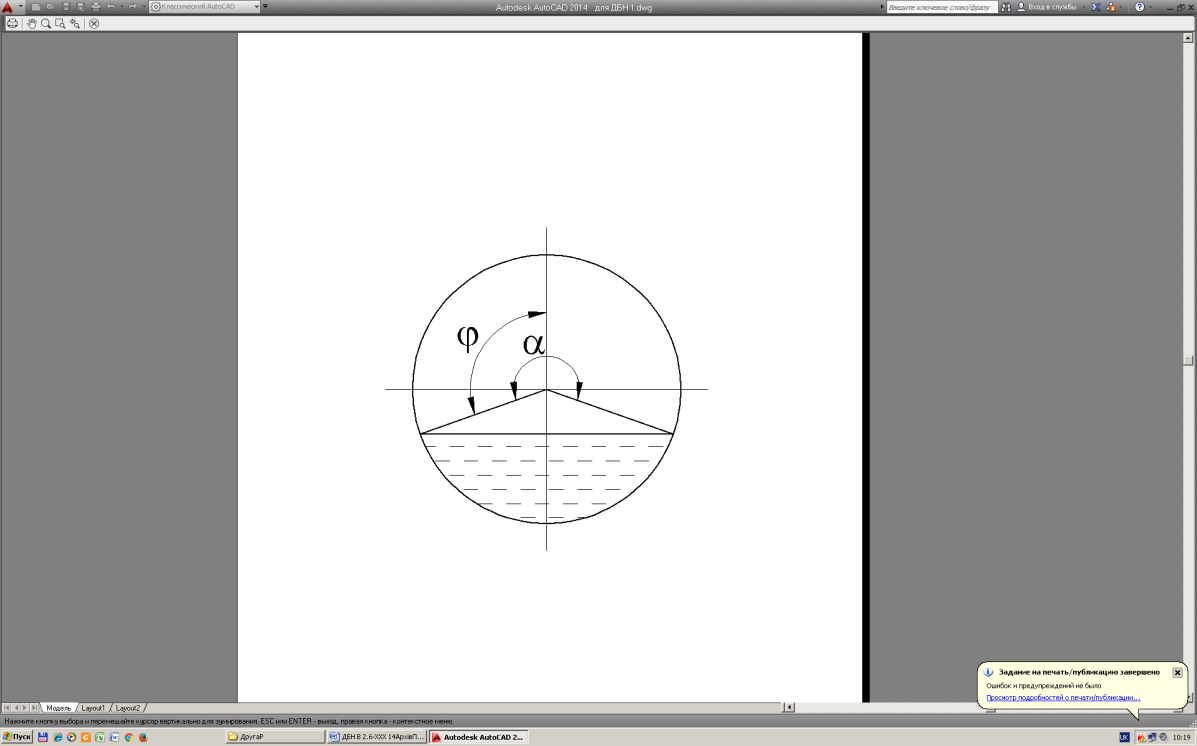 Классический AutoCAD
Autodesk AutoCAD 2014 для ДБН 1.dwg
Введите ключевое слово/фразу
Вход в службы
φ
α
Задание на печать/публикацию завершено
Ошибок и предупреждений не было
Просмотр подробностей о печати/публикации...
Модель Layout1 Layout2
Нажмите кнопку выбора и перемещайте курсор вертикально для зумирования. ESC или ENTER - выход, правая кнопка - контекстное меню.
Пуск
ДругаР
ДБН В 2.6-XXX 14АрхівП...
Autodesk AutoCAD 2...
UK
10:19